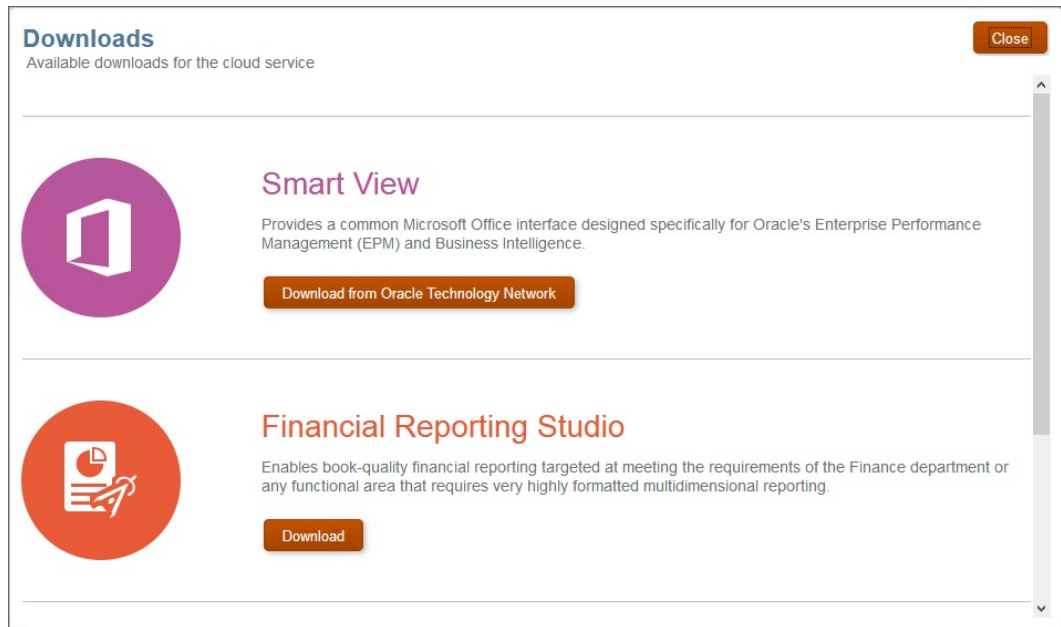 Downloads
Close
Available downloads for the cloud service
Smart View
Provides a common Microsoft Office interface designed specifically for Oracle's Enterprise Performance
Management (EPM) and Business Intelligence.
Download from Oracle Technology Network
Financial Reporting Studio
Enables book-quality financial reporting targeted at meeting the requirements of the Finance department or
any functional area that requires very highly formatted multidimensional reporting.
Download